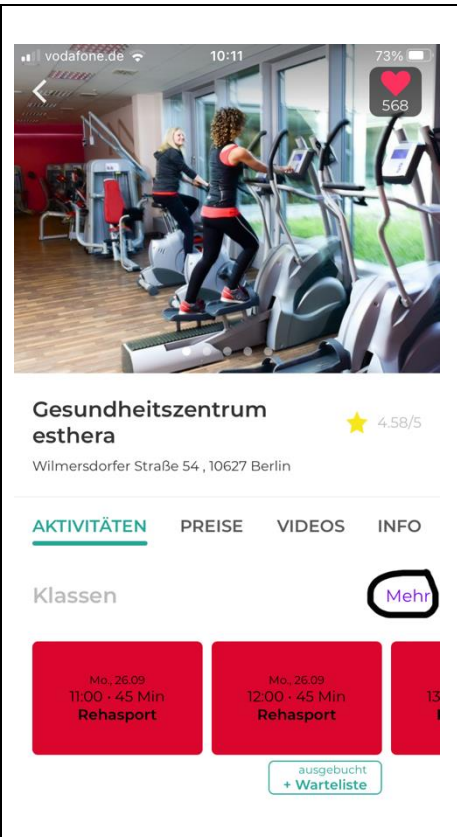 vodafone.de 10:11 73%
568
Gesundheitszentrum
esthera
4.58/5
Wilmersdorfer Straße 54 , 10627 Berlin
AKTIVITÄTEN PREISE VIDEOS INFO
Klassen Mehr
Mo., 26.09
11:00 · 45 Min
Rehasport
Mo., 26.09
12:00 · 45 Min
Rehasport
13
ausgebucht
+ Warteliste